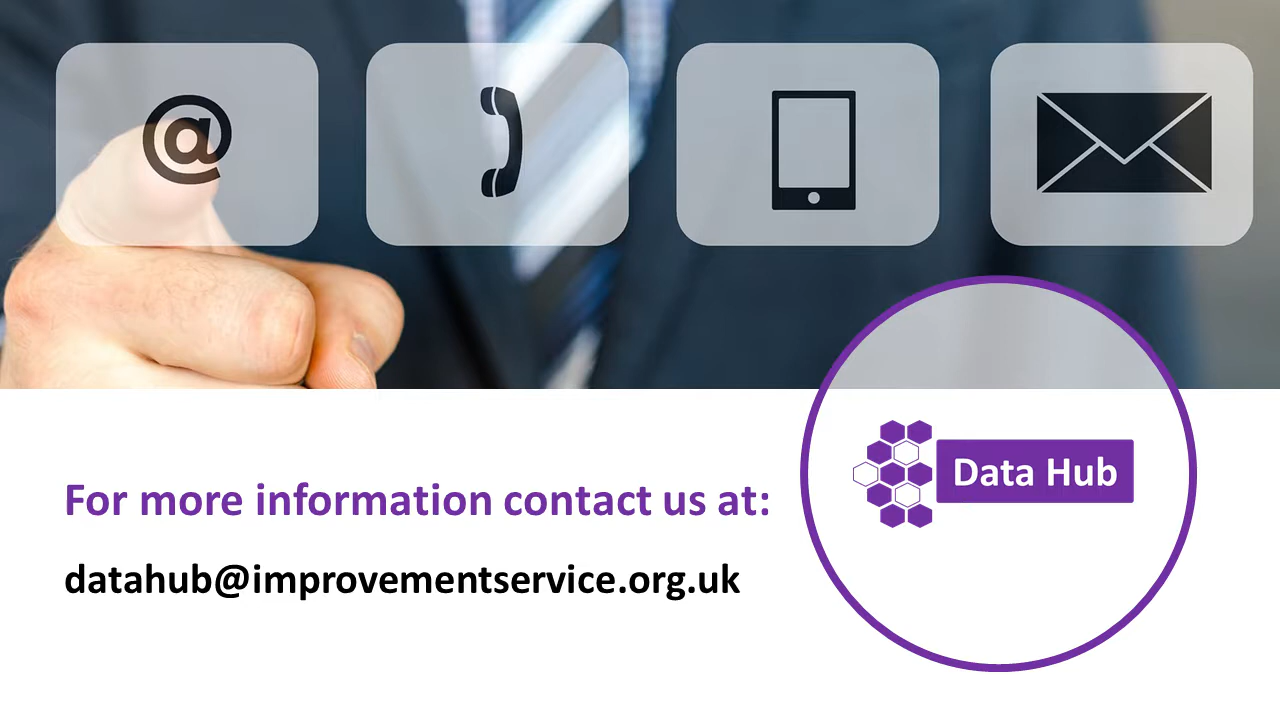 @
Data Hub
For more information contact us at:
datahub@improvementservice.org.uk